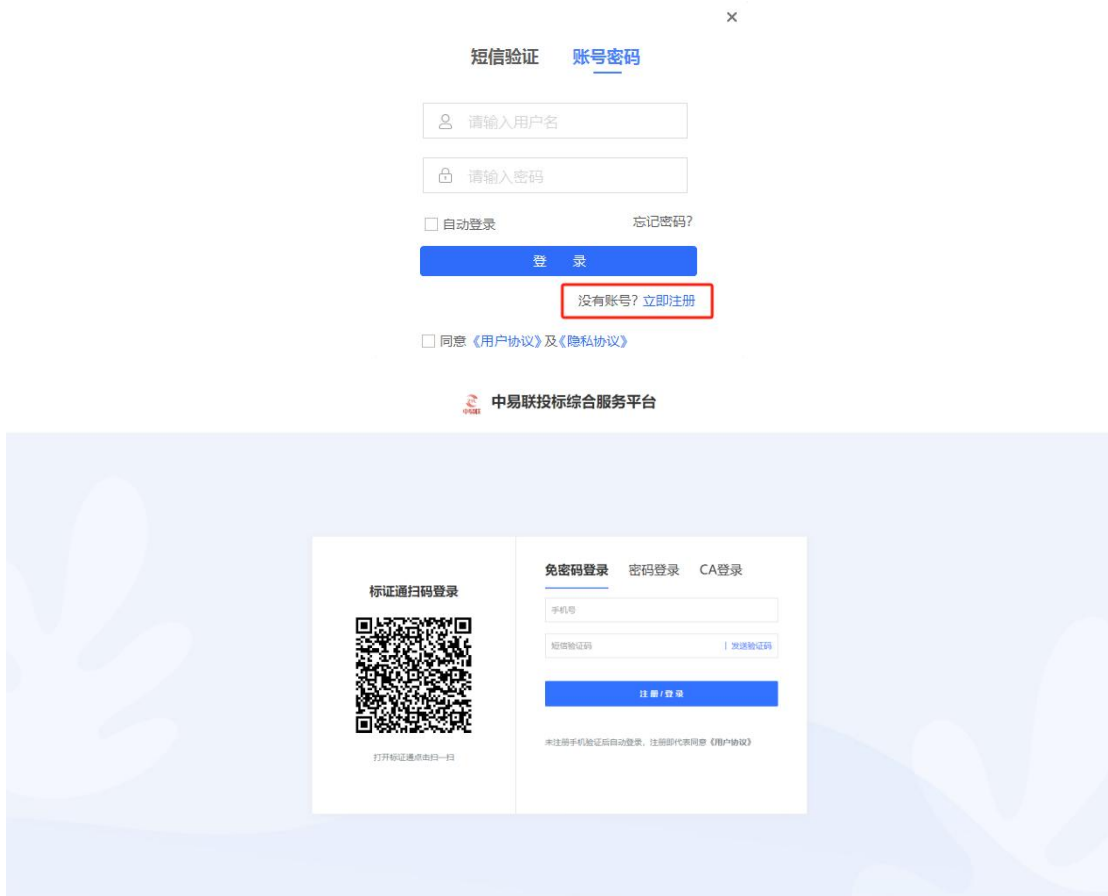 短信验证 账号密码
请输入用户名
请输入密码
自动登录 忘记密码?
登 录
没有账号? 立即注册
同意《用户协议》及《隐私协议》
中易联 中易联投标综合服务平台
标证通扫码登录
打开标证通点击扫一扫
免密码登录 密码登录 CA登录
手机号
短信验证码 | 发送验证码
注册/登录
未注册手机验证后自动登录，注册即代表同意《用户协议》